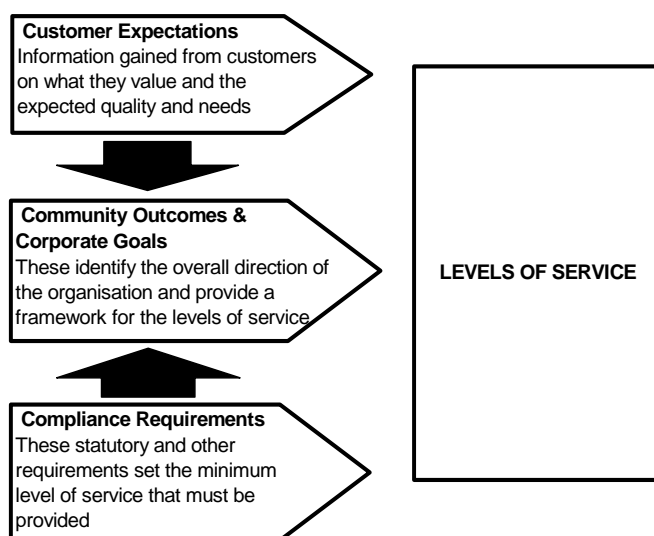 Customer Expectations
Information gained from customers
on what they value and the
expected quality and needs
Community Outcomes &
Corporate Goals
These identify the overall direction of
the organisation and provide a
framework for the levels of service
LEVELS OF SERVICE
Compliance Requirements
These statutory and other
requirements set the minimum
level of service that must be
provided